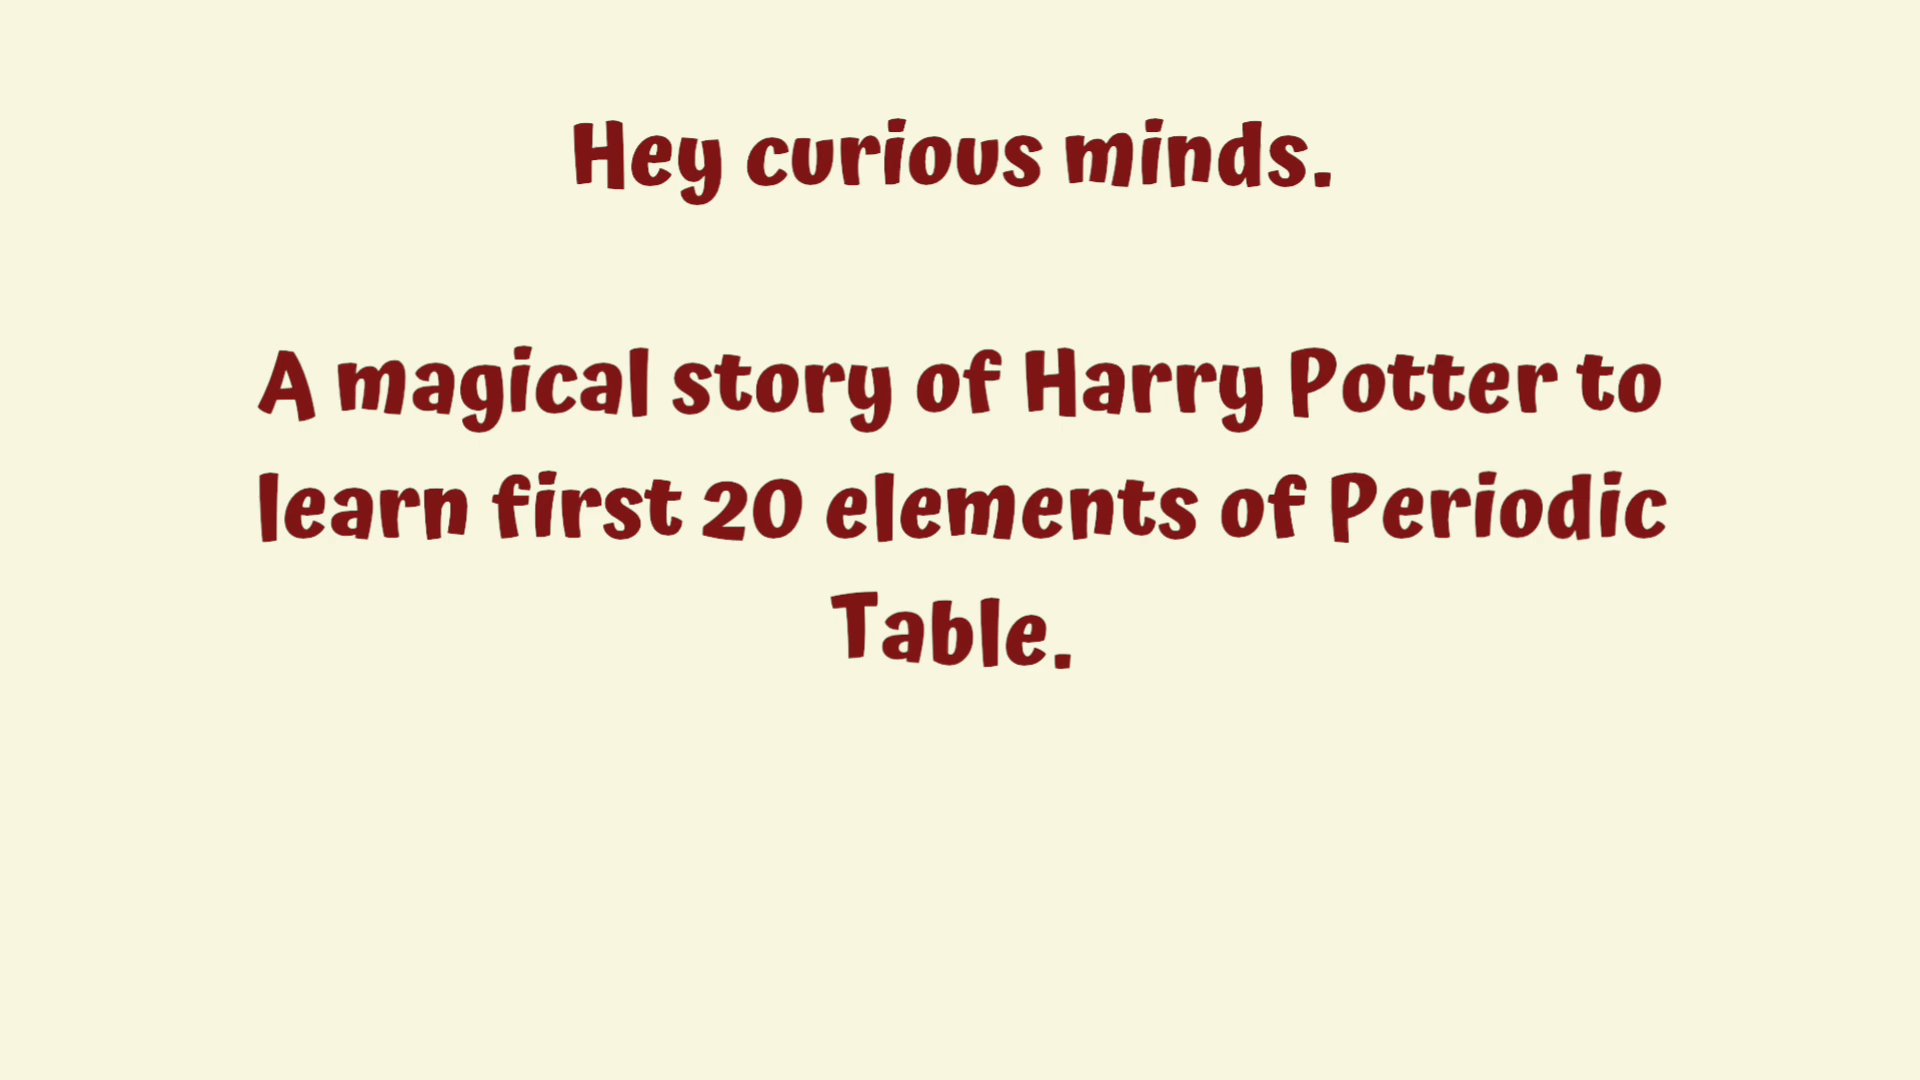 Hey curious minds.
A magical story of Harry Potter to
learn first 20 elements of Periodic
Table.